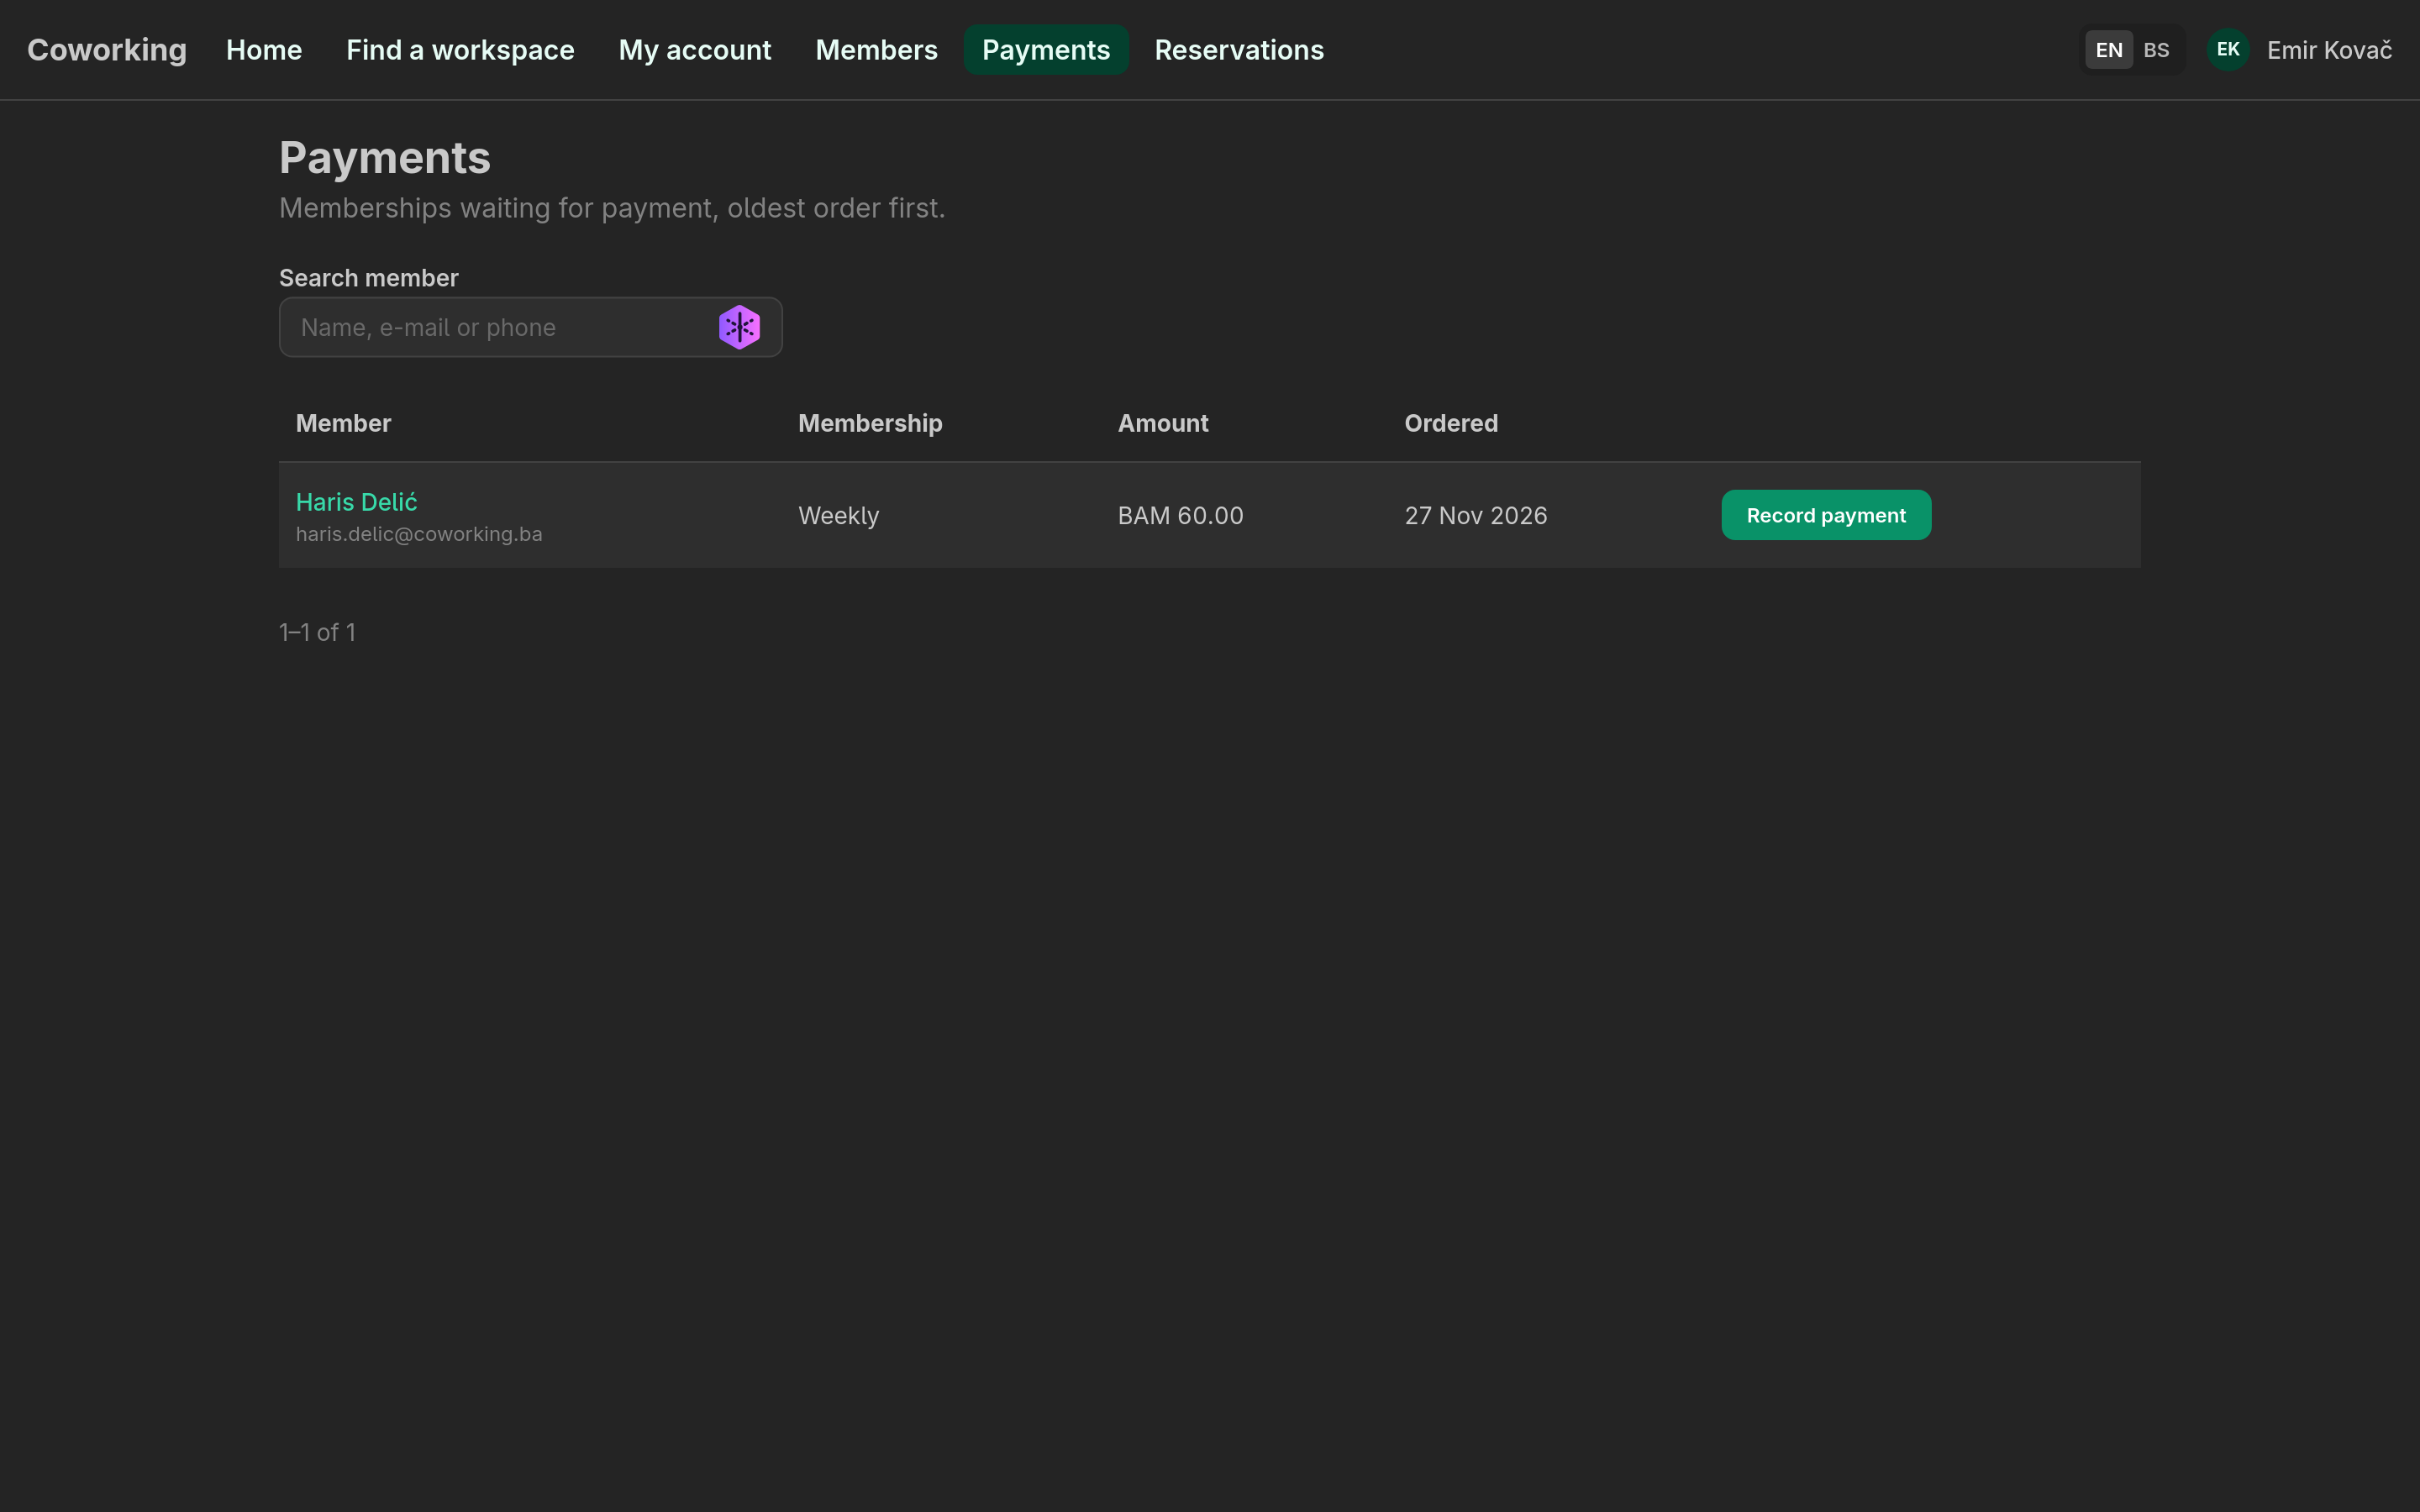 Coworking Home Find a workspace My account Members Payments Reservations EN BS EK Emir Kovač
Payments
Memberships waiting for payment, oldest order first.
Search member
Name, e-mail or phone
Member Membership Amount Ordered
Haris Delić
haris.delic@coworking.ba
Weekly BAM 60.00 27 Nov 2026 Record payment
1–1 of 1